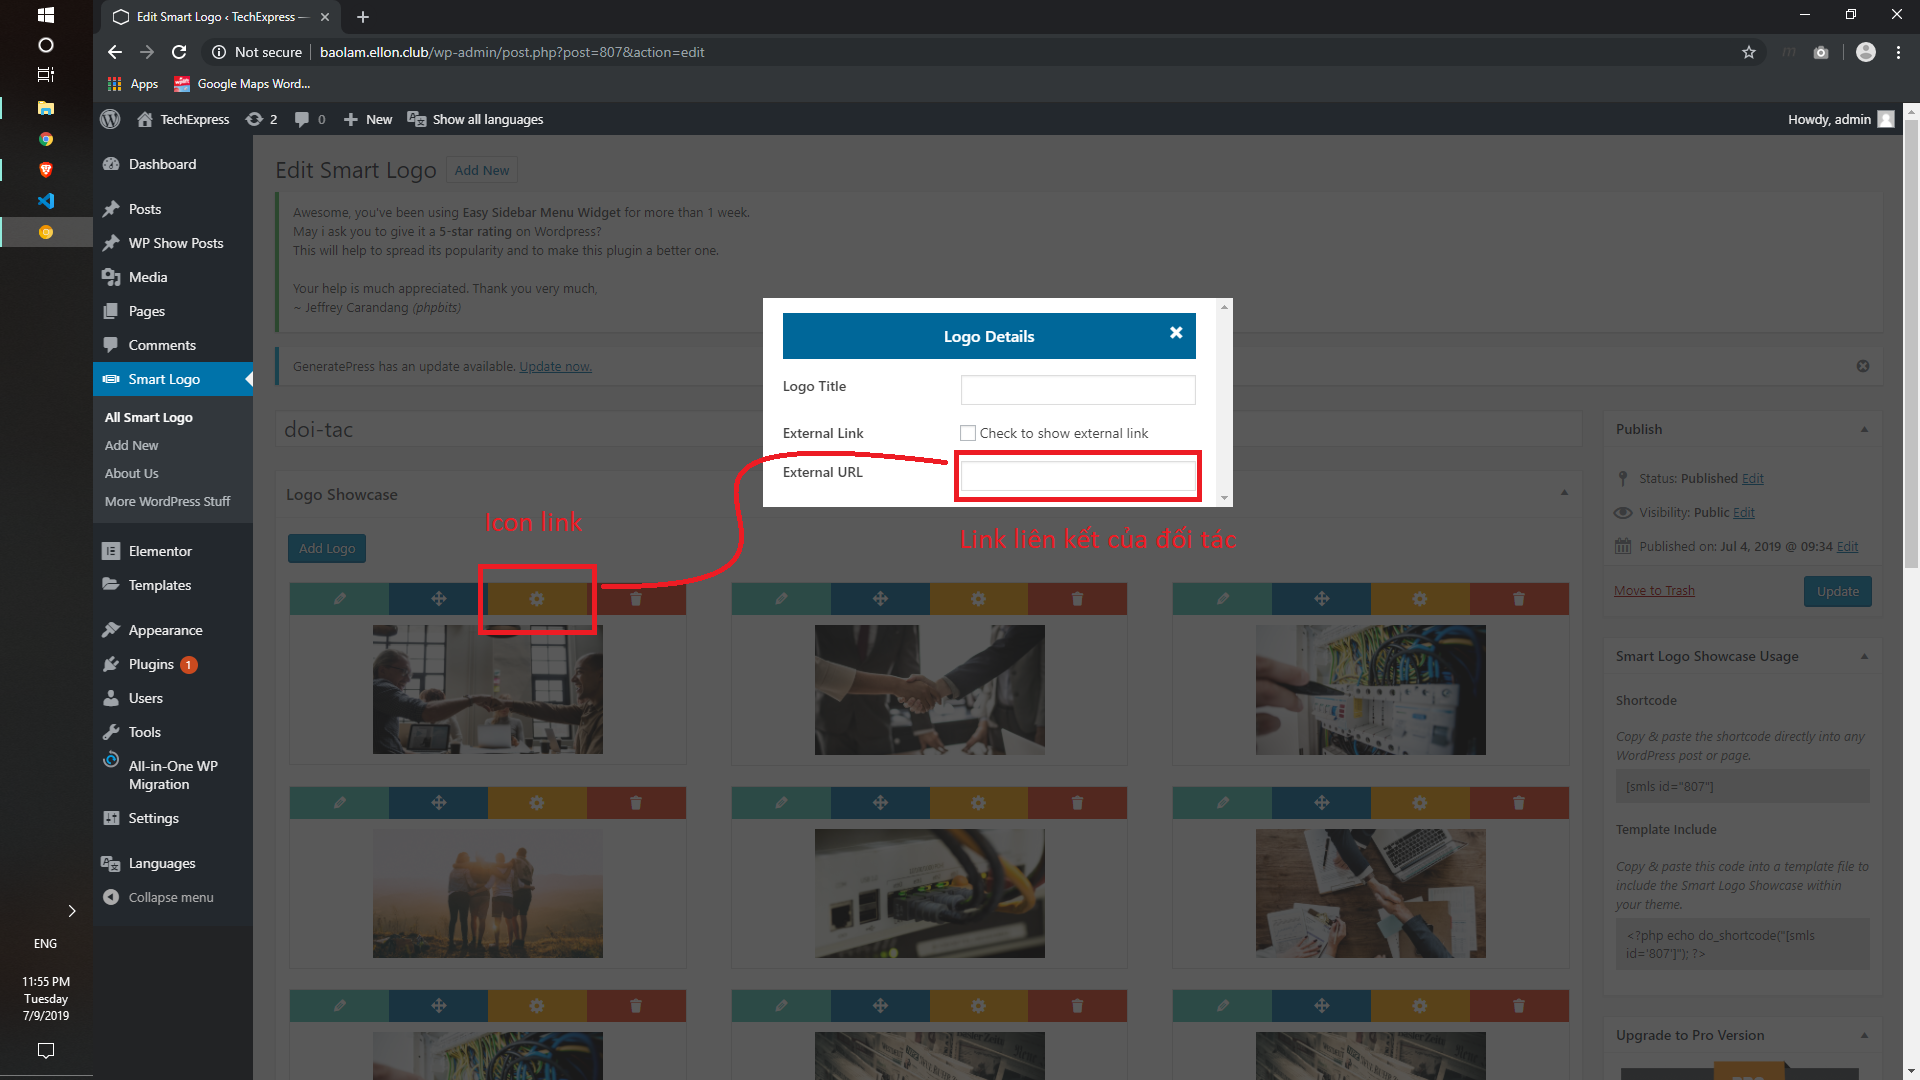 Edit Smart Logo ‹ TechExpress —
Not secure
baolam.ellon.club/wp-admin/post.php?post=807&action=edit
Apps
Google Maps Word...
TechExpress
2
0
New
Show all languages
Howdy, admin
Dashboard
Posts
WP Show Posts
Media
Pages
Comments
Smart Logo
All Smart Logo
Add New
About Us
More WordPress Stuff
Elementor
Templates
Appearance
Plugins 1
Users
Tools
All-in-One WP
Migration
Settings
Languages
Collapse menu
ENG
11:55 PM
Tuesday
7/9/2019
Edit Smart Logo
Add New
Awesome, you've been using Easy Sidebar Menu Widget for more than 1 week.
May i ask you to give it a 5-star rating on Wordpress?
This will help to spread its popularity and to make this plugin a better one.
Your help is much appreciated. Thank you very much,
~ Jeffrey Carandang (phpbits)
GeneratePress has an update available. Update now.
doi-tac
Logo Showcase
Icon link
Add Logo
Logo Details
Logo Title
External Link
Check to show external link
External URL
Link liên kết của đối tác
Publish
Status: Published Edit
Visibility: Public Edit
Published on: Jul 4, 2019 @ 09:34 Edit
Move to Trash
Update
Smart Logo Showcase Usage
Shortcode
Copy & paste the shortcode directly into any
WordPress post or page.
[smls id="807"]
Template Include
Copy & paste this code into a template file to
include the Smart Logo Showcase within
your theme.
<?php echo do_shortcode("[smls
id='807']"); ?>
Upgrade to Pro Version